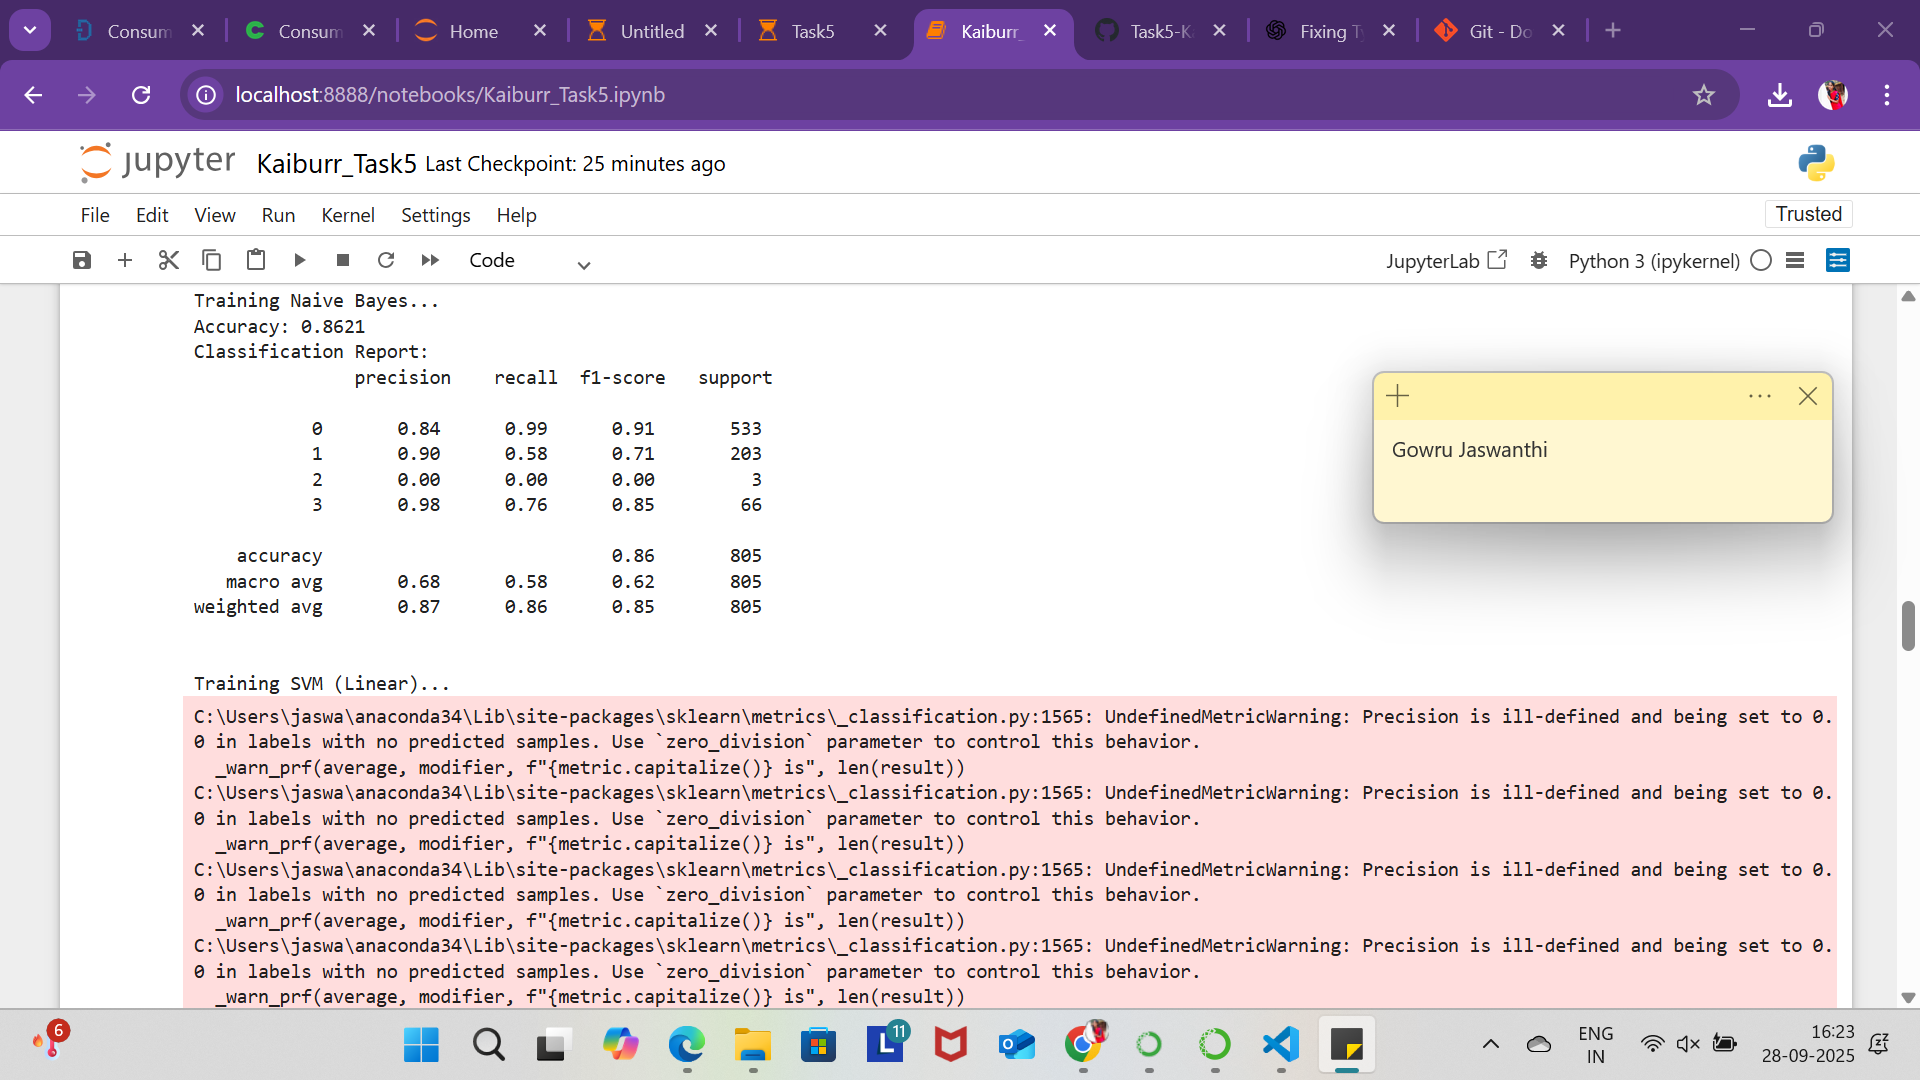 Consum
Consum
Home
Untitled
Task5
Kaiburr_
Task5-K
Fixing T
Git - Do
localhost:8888/notebooks/Kaiburr_Task5.ipynb
jupyter Kaiburr_Task5 Last Checkpoint: 25 minutes ago
File Edit View Run Kernel Settings Help
Trusted
Code
JupyterLab
Python 3 (ipykernel)
Training Naive Bayes...
Accuracy: 0.8621
Classification Report:
precision recall f1-score support
0 0.84 0.99 0.91 533
1 0.90 0.58 0.71 203
2 0.00 0.00 0.00 3
3 0.98 0.76 0.85 66
accuracy 0.86 805
macro avg 0.68 0.58 0.62 805
weighted avg 0.87 0.86 0.85 805
Gowru Jaswanthi
Training SVM (Linear)...
C:\Users\jaswa\anaconda34\Lib\site-packages\sklearn\metrics\_classification.py:1565: UndefinedMetricWarning: Precision is ill-defined and being set to 0.
0 in labels with no predicted samples. Use `zero_division` parameter to control this behavior.
_warn_prf(average, modifier, f"{metric.capitalize()} is", len(result))
C:\Users\jaswa\anaconda34\Lib\site-packages\sklearn\metrics\_classification.py:1565: UndefinedMetricWarning: Precision is ill-defined and being set to 0.
0 in labels with no predicted samples. Use `zero_division` parameter to control this behavior.
_warn_prf(average, modifier, f"{metric.capitalize()} is", len(result))
C:\Users\jaswa\anaconda34\Lib\site-packages\sklearn\metrics\_classification.py:1565: UndefinedMetricWarning: Precision is ill-defined and being set to 0.
0 in labels with no predicted samples. Use `zero_division` parameter to control this behavior.
_warn_prf(average, modifier, f"{metric.capitalize()} is", len(result))
C:\Users\jaswa\anaconda34\Lib\site-packages\sklearn\metrics\_classification.py:1565: UndefinedMetricWarning: Precision is ill-defined and being set to 0.
0 in labels with no predicted samples. Use `zero_division` parameter to control this behavior.
_warn_prf(average, modifier, f"{metric.capitalize()} is", len(result))
6
L 11
ENG
IN
16:23
28-09-2025